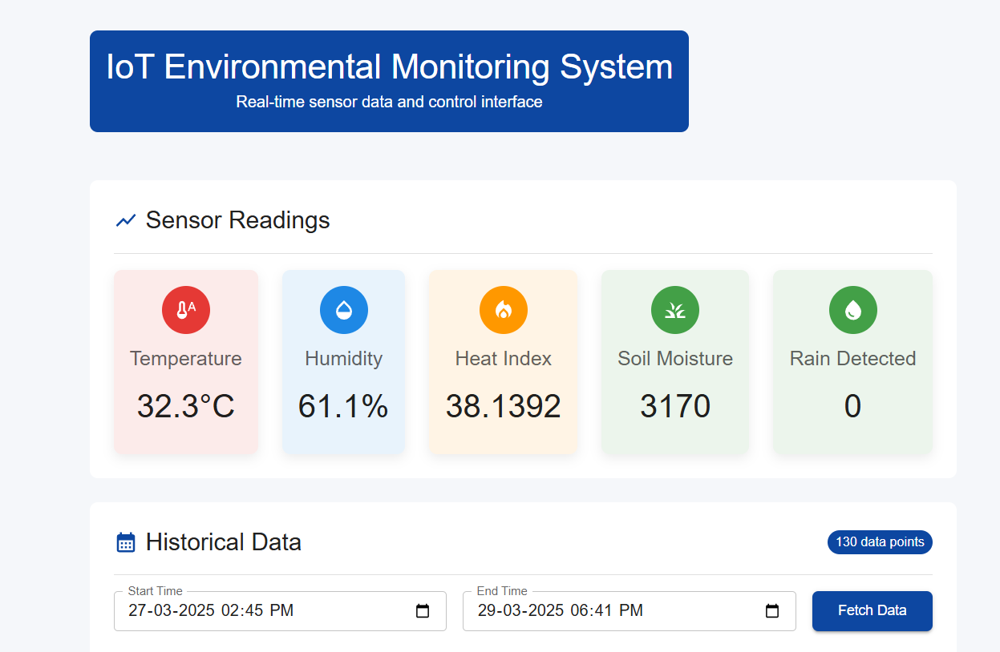 IoT Environmental Monitoring System
Real-time sensor data and control interface
Sensor Readings
A
Temperature
32.3°C
Humidity
61.1%
Heat Index
38.1392
Soil Moisture
3170
Rain Detected
0
Historical Data
130 data points
Start Time
27-03-2025 02:45 PM
End Time
29-03-2025 06:41 PM
Fetch Data